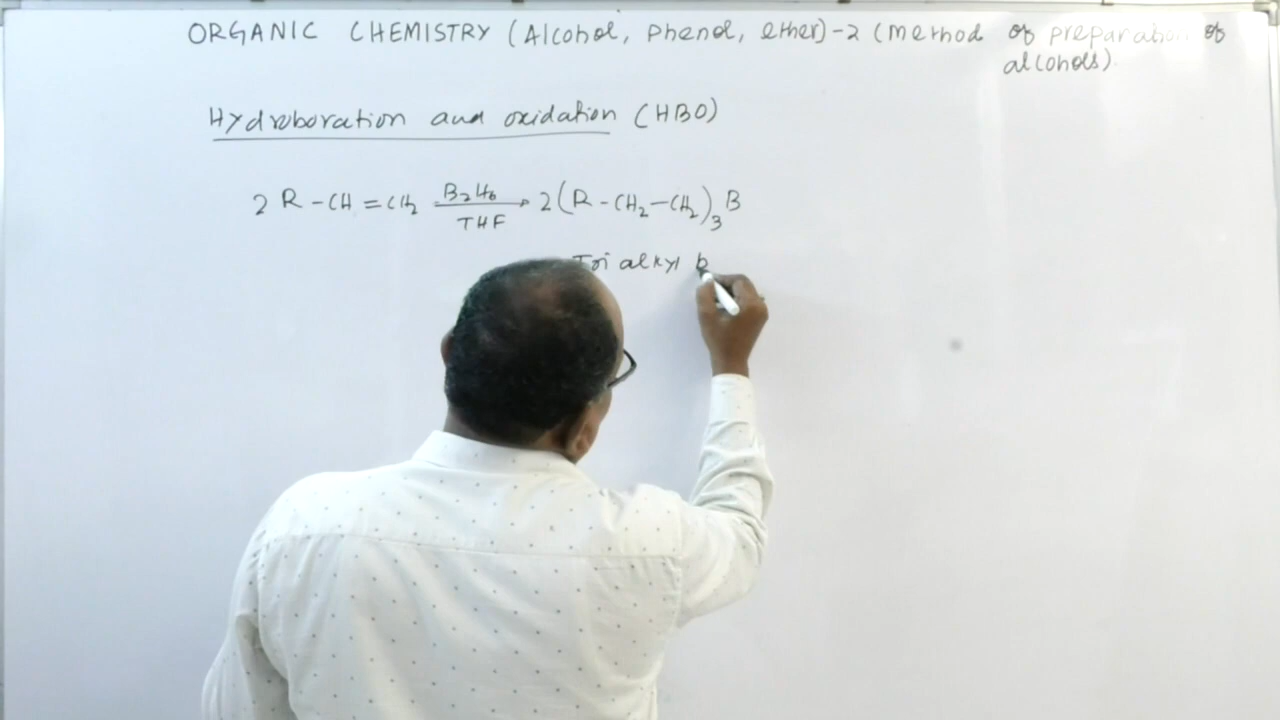 ORGANIC CHEMISTRY (Alcohol, Phenol, ether)-2 (Method of preparation of
alcohols).
Hydroboration and oxidation (HBO)
2 R-CH=CH2 B2H6 THF → 2(R-CH2-CH2)3B
Tri alkyl b